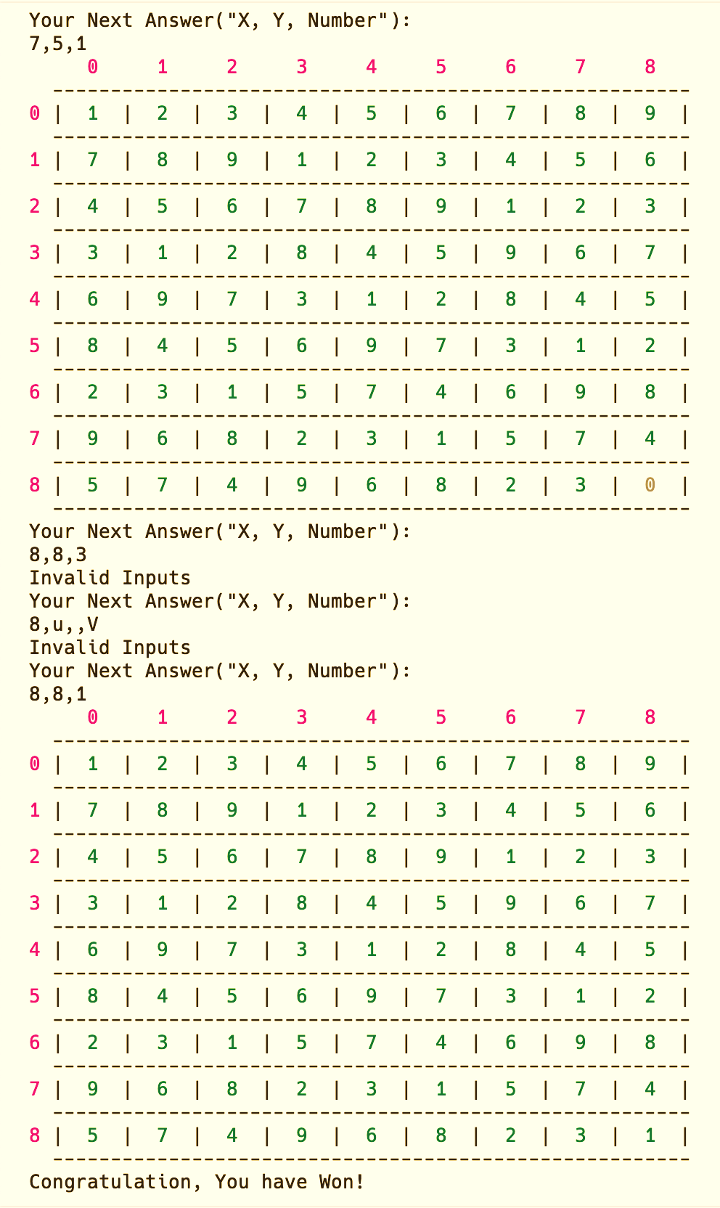 Your Next Answer("X, Y, Number"):
7,5,1
0 1 2 3 4 5 6 7 8
-------------------------------------------------------
0 | 1 | 2 | 3 | 4 | 5 | 6 | 7 | 8 | 9 |
-------------------------------------------------------
1 | 7 | 8 | 9 | 1 | 2 | 3 | 4 | 5 | 6 |
-------------------------------------------------------
2 | 4 | 5 | 6 | 7 | 8 | 9 | 1 | 2 | 3 |
-------------------------------------------------------
3 | 3 | 1 | 2 | 8 | 4 | 5 | 9 | 6 | 7 |
-------------------------------------------------------
4 | 6 | 9 | 7 | 3 | 1 | 2 | 8 | 4 | 5 |
-------------------------------------------------------
5 | 8 | 4 | 5 | 6 | 9 | 7 | 3 | 1 | 2 |
-------------------------------------------------------
6 | 2 | 3 | 1 | 5 | 7 | 4 | 6 | 9 | 8 |
-------------------------------------------------------
7 | 9 | 6 | 8 | 2 | 3 | 1 | 5 | 7 | 4 |
-------------------------------------------------------
8 | 5 | 7 | 4 | 9 | 6 | 8 | 2 | 3 | 0 |
-------------------------------------------------------
Your Next Answer("X, Y, Number"):
8,8,3
Invalid Inputs
Your Next Answer("X, Y, Number"):
8,u,,V
Invalid Inputs
Your Next Answer("X, Y, Number"):
8,8,1
0 1 2 3 4 5 6 7 8
-------------------------------------------------------
0 | 1 | 2 | 3 | 4 | 5 | 6 | 7 | 8 | 9 |
-------------------------------------------------------
1 | 7 | 8 | 9 | 1 | 2 | 3 | 4 | 5 | 6 |
-------------------------------------------------------
2 | 4 | 5 | 6 | 7 | 8 | 9 | 1 | 2 | 3 |
-------------------------------------------------------
3 | 3 | 1 | 2 | 8 | 4 | 5 | 9 | 6 | 7 |
-------------------------------------------------------
4 | 6 | 9 | 7 | 3 | 1 | 2 | 8 | 4 | 5 |
-------------------------------------------------------
5 | 8 | 4 | 5 | 6 | 9 | 7 | 3 | 1 | 2 |
-------------------------------------------------------
6 | 2 | 3 | 1 | 5 | 7 | 4 | 6 | 9 | 8 |
-------------------------------------------------------
7 | 9 | 6 | 8 | 2 | 3 | 1 | 5 | 7 | 4 |
-------------------------------------------------------
8 | 5 | 7 | 4 | 9 | 6 | 8 | 2 | 3 | 1 |
-------------------------------------------------------
Congratulation, You have Won!